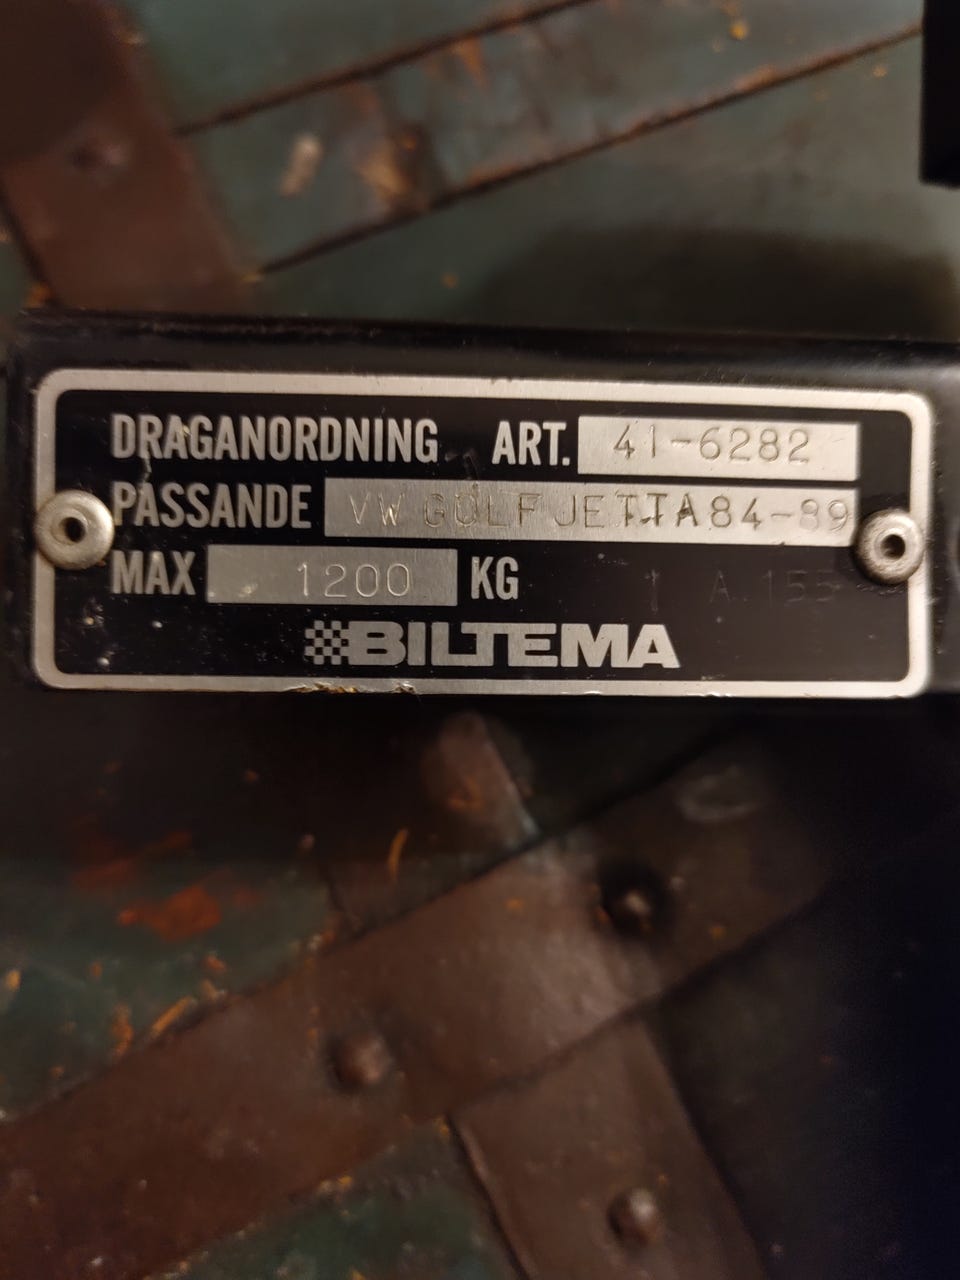 DRAGANORDNING ART. 41-6282
PASSANDE VW GOLF JETTA 84-89
MAX 1200 KG
A.155
BILTEMA